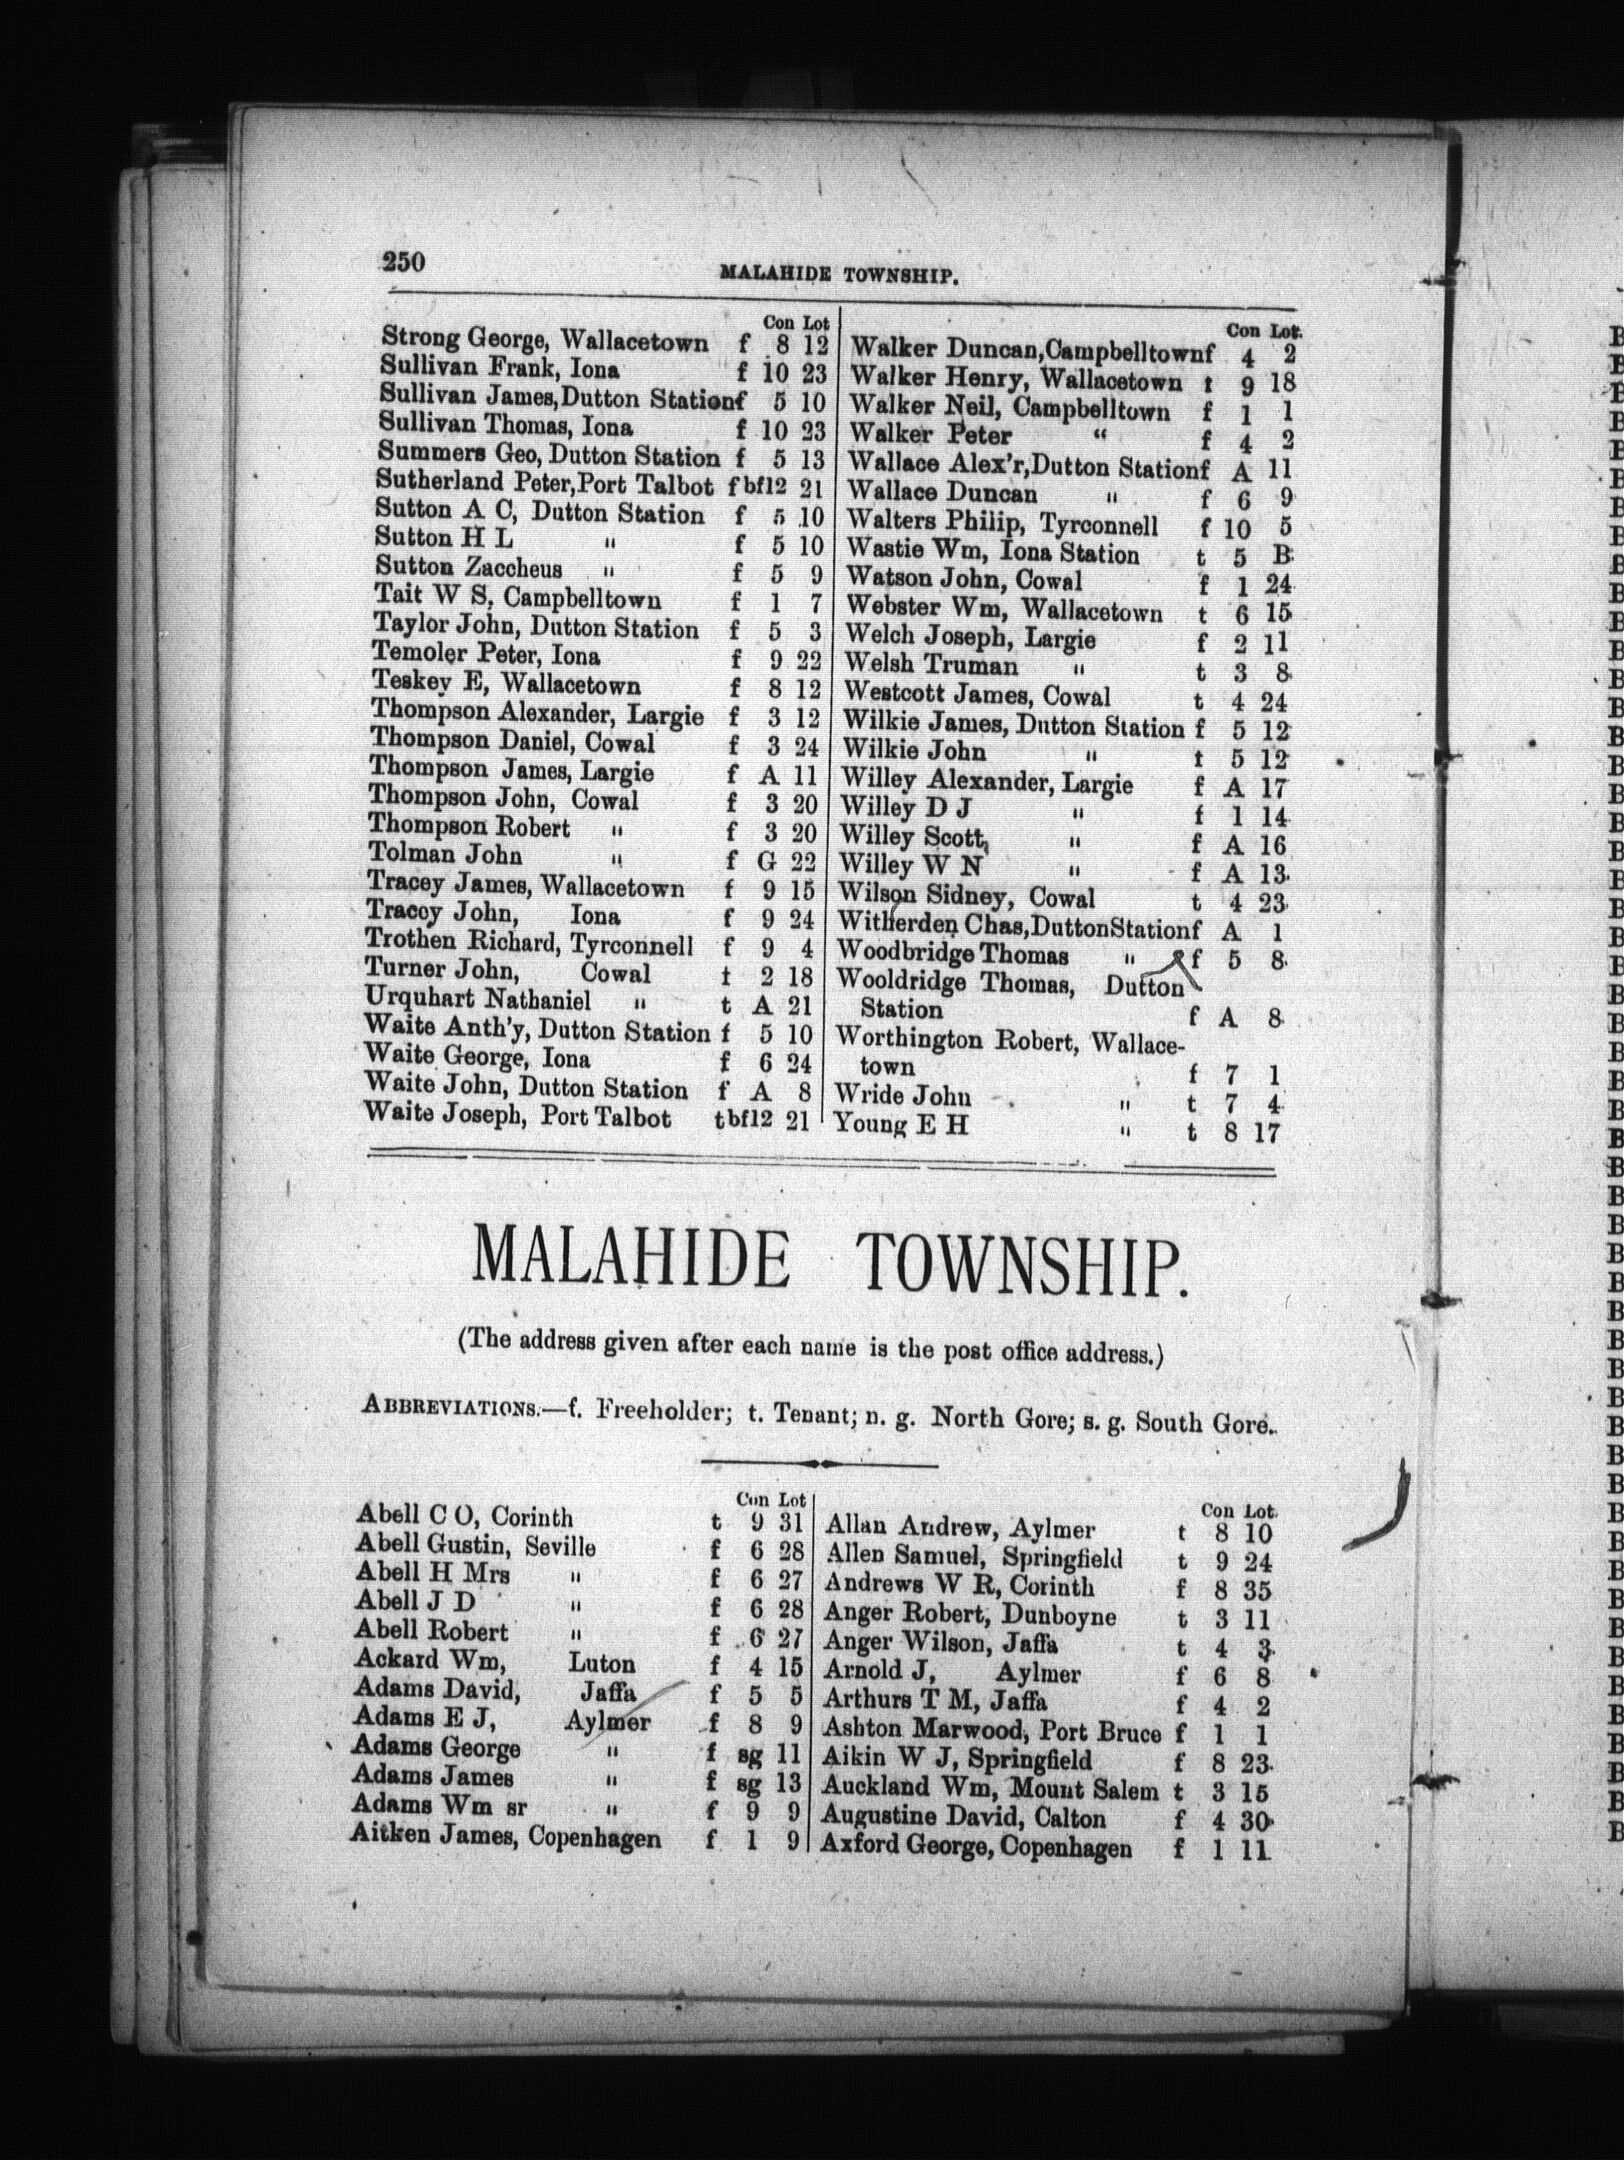 250
MALAHIDE TOWNSHIP.
Con Lot
Strong George, Wallacetown f 8 12
Sullivan Frank, Iona f 10 23
Sullivan James, Dutton Station f 5 10
Sullivan Thomas, Iona f 10 23
Summers Geo, Dutton Station f 5 13
Sutherland Peter, Port Talbot f bf12 21
Sutton A C, Dutton Station f 5 10
Sutton H L " f 5 10
Sutton Zaccheus " f 5 9
Tait W S, Campbelltown f 1 7
Taylor John, Dutton Station f 5 3
Temoler Peter, Iona f 9 22
Teskey E, Wallacetown f 8 12
Thompson Alexander, Largie f 3 12
Thompson Daniel, Cowal f 3 24
Thompson James, Largie f A 11
Thompson John, Cowal f 3 20
Thompson Robert " f 3 20
Tolman John " f G 22
Tracey James, Wallacetown f 9 15
Tracey John, Iona f 9 24
Trothen Richard, Tyrconnell f 9 4
Turner John, Cowal t 2 18
Urquhart Nathaniel " t A 21
Waite Anth'y, Dutton Station f 5 10
Waite George, Iona f 6 24
Waite John, Dutton Station f A 8
Waite Joseph, Port Talbot t bf12 21
Con Lot.
Walker Duncan, Campbelltown f 4 2
Walker Henry, Wallacetown t 9 18
Walker Neil, Campbelltown f 1 1
Walker Peter " f 4 2
Wallace Alex'r, Dutton Station f A 11
Wallace Duncan " f 6 9
Walters Philip, Tyrconnell f 10 5
Wastie Wm, Iona Station t 5 B
Watson John, Cowal f 1 24
Webster Wm, Wallacetown t 6 15
Welch Joseph, Largie f 2 11
Welsh Truman " t 3 8
Westcott James, Cowal t 4 24
Wilkie James, Dutton Station f 5 12
Wilkie John " t 5 12
Willey Alexander, Largie f A 17
Willey D J " f 1 14
Willey Scott, " f A 16
Willey W N " f A 13
Wilson Sidney, Cowal t 4 23
Witherden Chas, Dutton Station f A 1
Woodbridge Thomas " f 5 8
Wooldridge Thomas, Dutton
Station f A 8
Worthington Robert, Wallace-
town f 7 1
Wride John " t 7 4
Young E H " t 8 17
MALAHIDE TOWNSHIP.
(The address given after each name is the post office address.)
ABBREVIATIONS.—f. Freeholder; t. Tenant; n. g. North Gore; s. g. South Gore.
Con Lot
Abell C O, Corinth t 9 31
Abell Gustin, Seville f 6 28
Abell H Mrs " f 6 27
Abell J D " f 6 28
Abell Robert " f 6 27
Ackard Wm, Luton f 4 15
Adams David, Jaffa f 5 5
Adams E J, Aylmer f 8 9
Adams George " f sg 11
Adams James " f sg 13
Adams Wm sr " f 9 9
Aitken James, Copenhagen f 1 9
Con Lot.
Allan Andrew, Aylmer t 8 10
Allen Samuel, Springfield t 9 24
Andrews W R, Corinth f 8 35
Anger Robert, Dunboyne t 3 11
Anger Wilson, Jaffa t 4 3
Arnold J, Aylmer f 6 8
Arthurs T M, Jaffa f 4 2
Ashton Marwood, Port Bruce f 1 1
Aikin W J, Springfield f 8 23
Auckland Wm, Mount Salem t 3 15
Augustine David, Calton f 4 30
Axford George, Copenhagen f 1 11